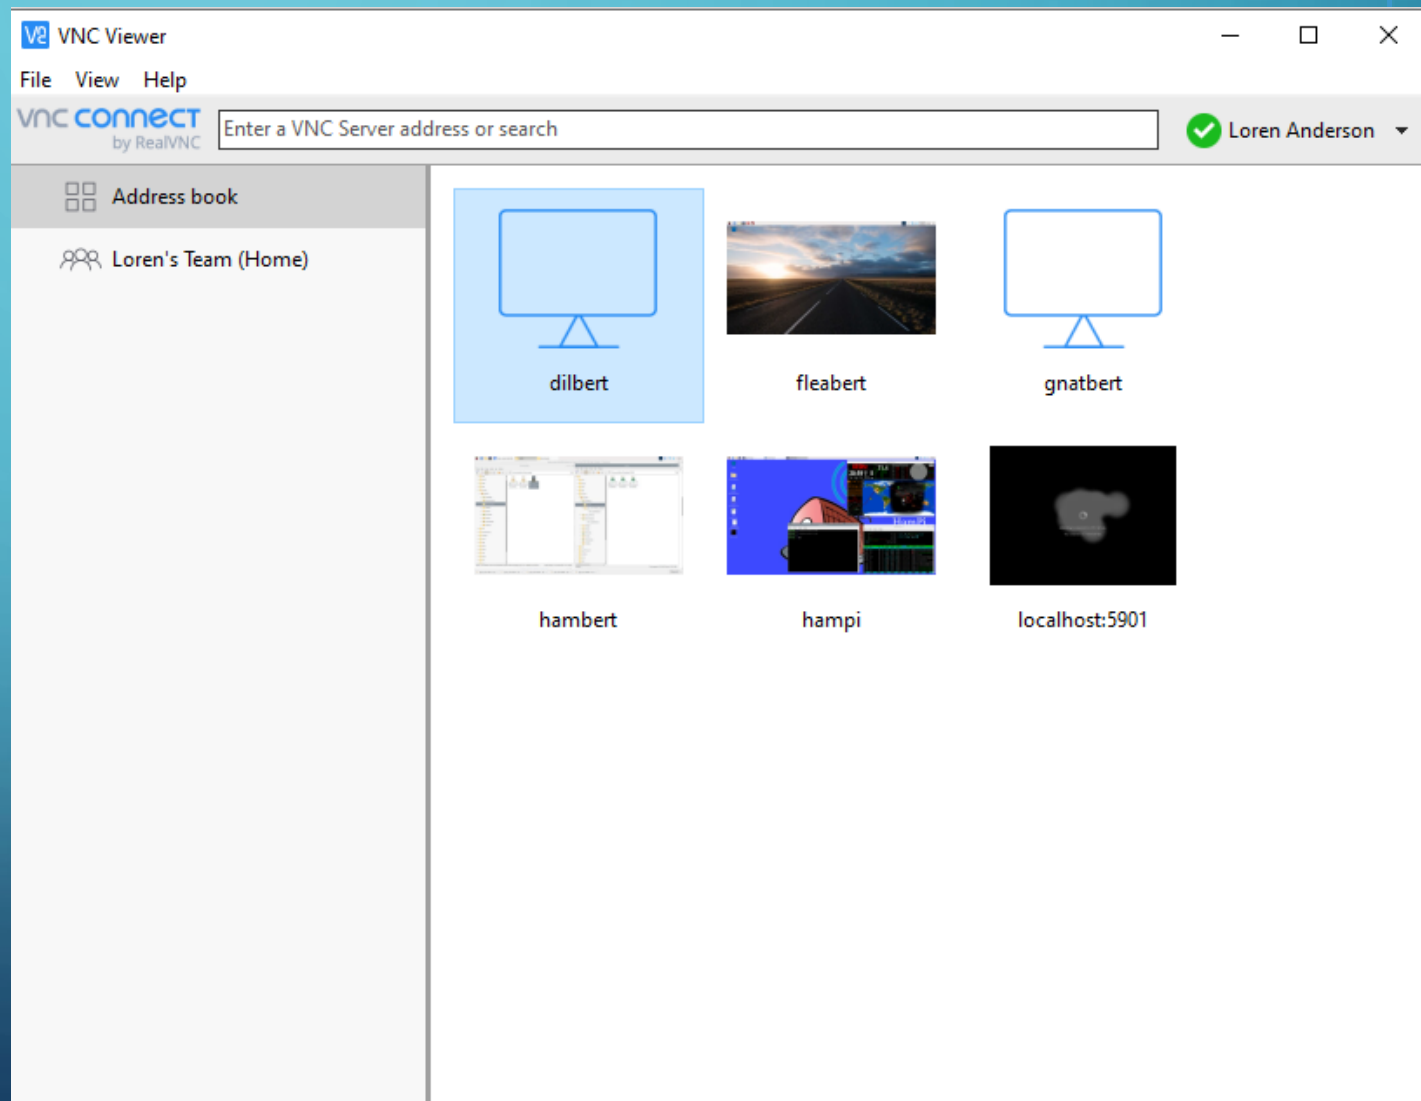 VNC Viewer
File View Help
vnc connect
by RealVNC
Enter a VNC Server address or search
Loren Anderson
Address book
Loren's Team (Home)
dilbert
fleabert
gnatbert
HamPi
hambert
hampi
localhost:5901